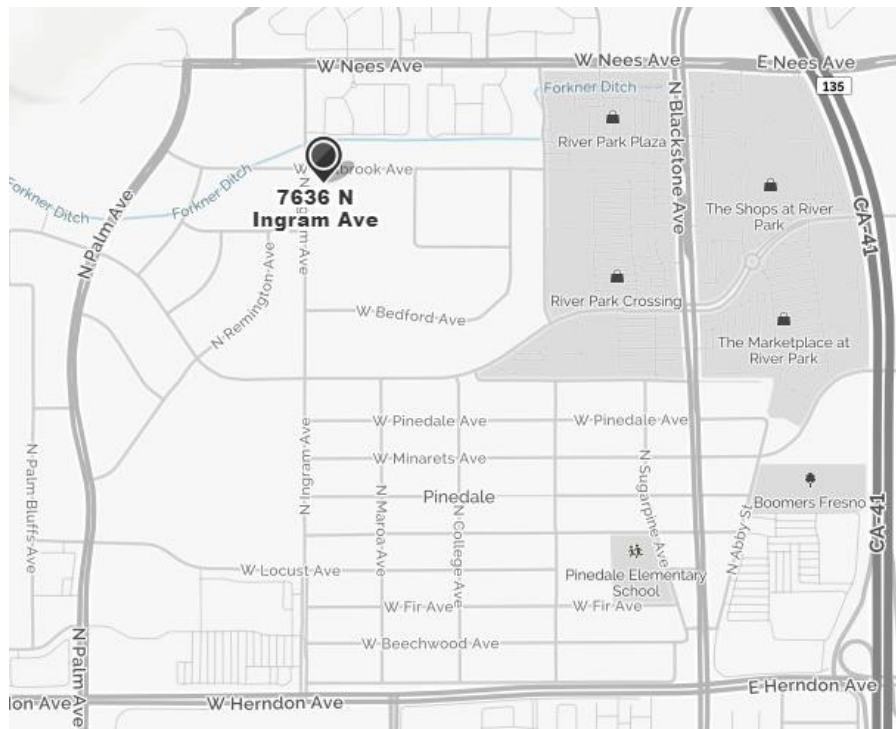 W Nees Ave
W Nees Ave
E Nees Ave
135
Forkner Ditch
N Blackstone Ave
River Park Plaza
brook Ave
Forkner Ditch
Forkner Ditch
7636 N
Ingram Ave
N Palm Ave
The Shops at River
Park
CA-41
N Remington Ave
River Park Crossing
W Bedford Ave
The Marketplace at
River Park
W Pinedale Ave
W Pinedale Ave
N Ingram Ave
W Minarets Ave
N Palm Bluffs Ave
N Maroa Ave
Pinedale
N College Ave
N Sugarpine Ave
Boomers Fresno
N Abby St
CA-41
W Locust Ave
Pinedale Elementary
School
W Fir Ave
W Fir Ave
W Beechwood Ave
N Palm Ave
E Herndon Ave
lon Ave
W Herndon Ave